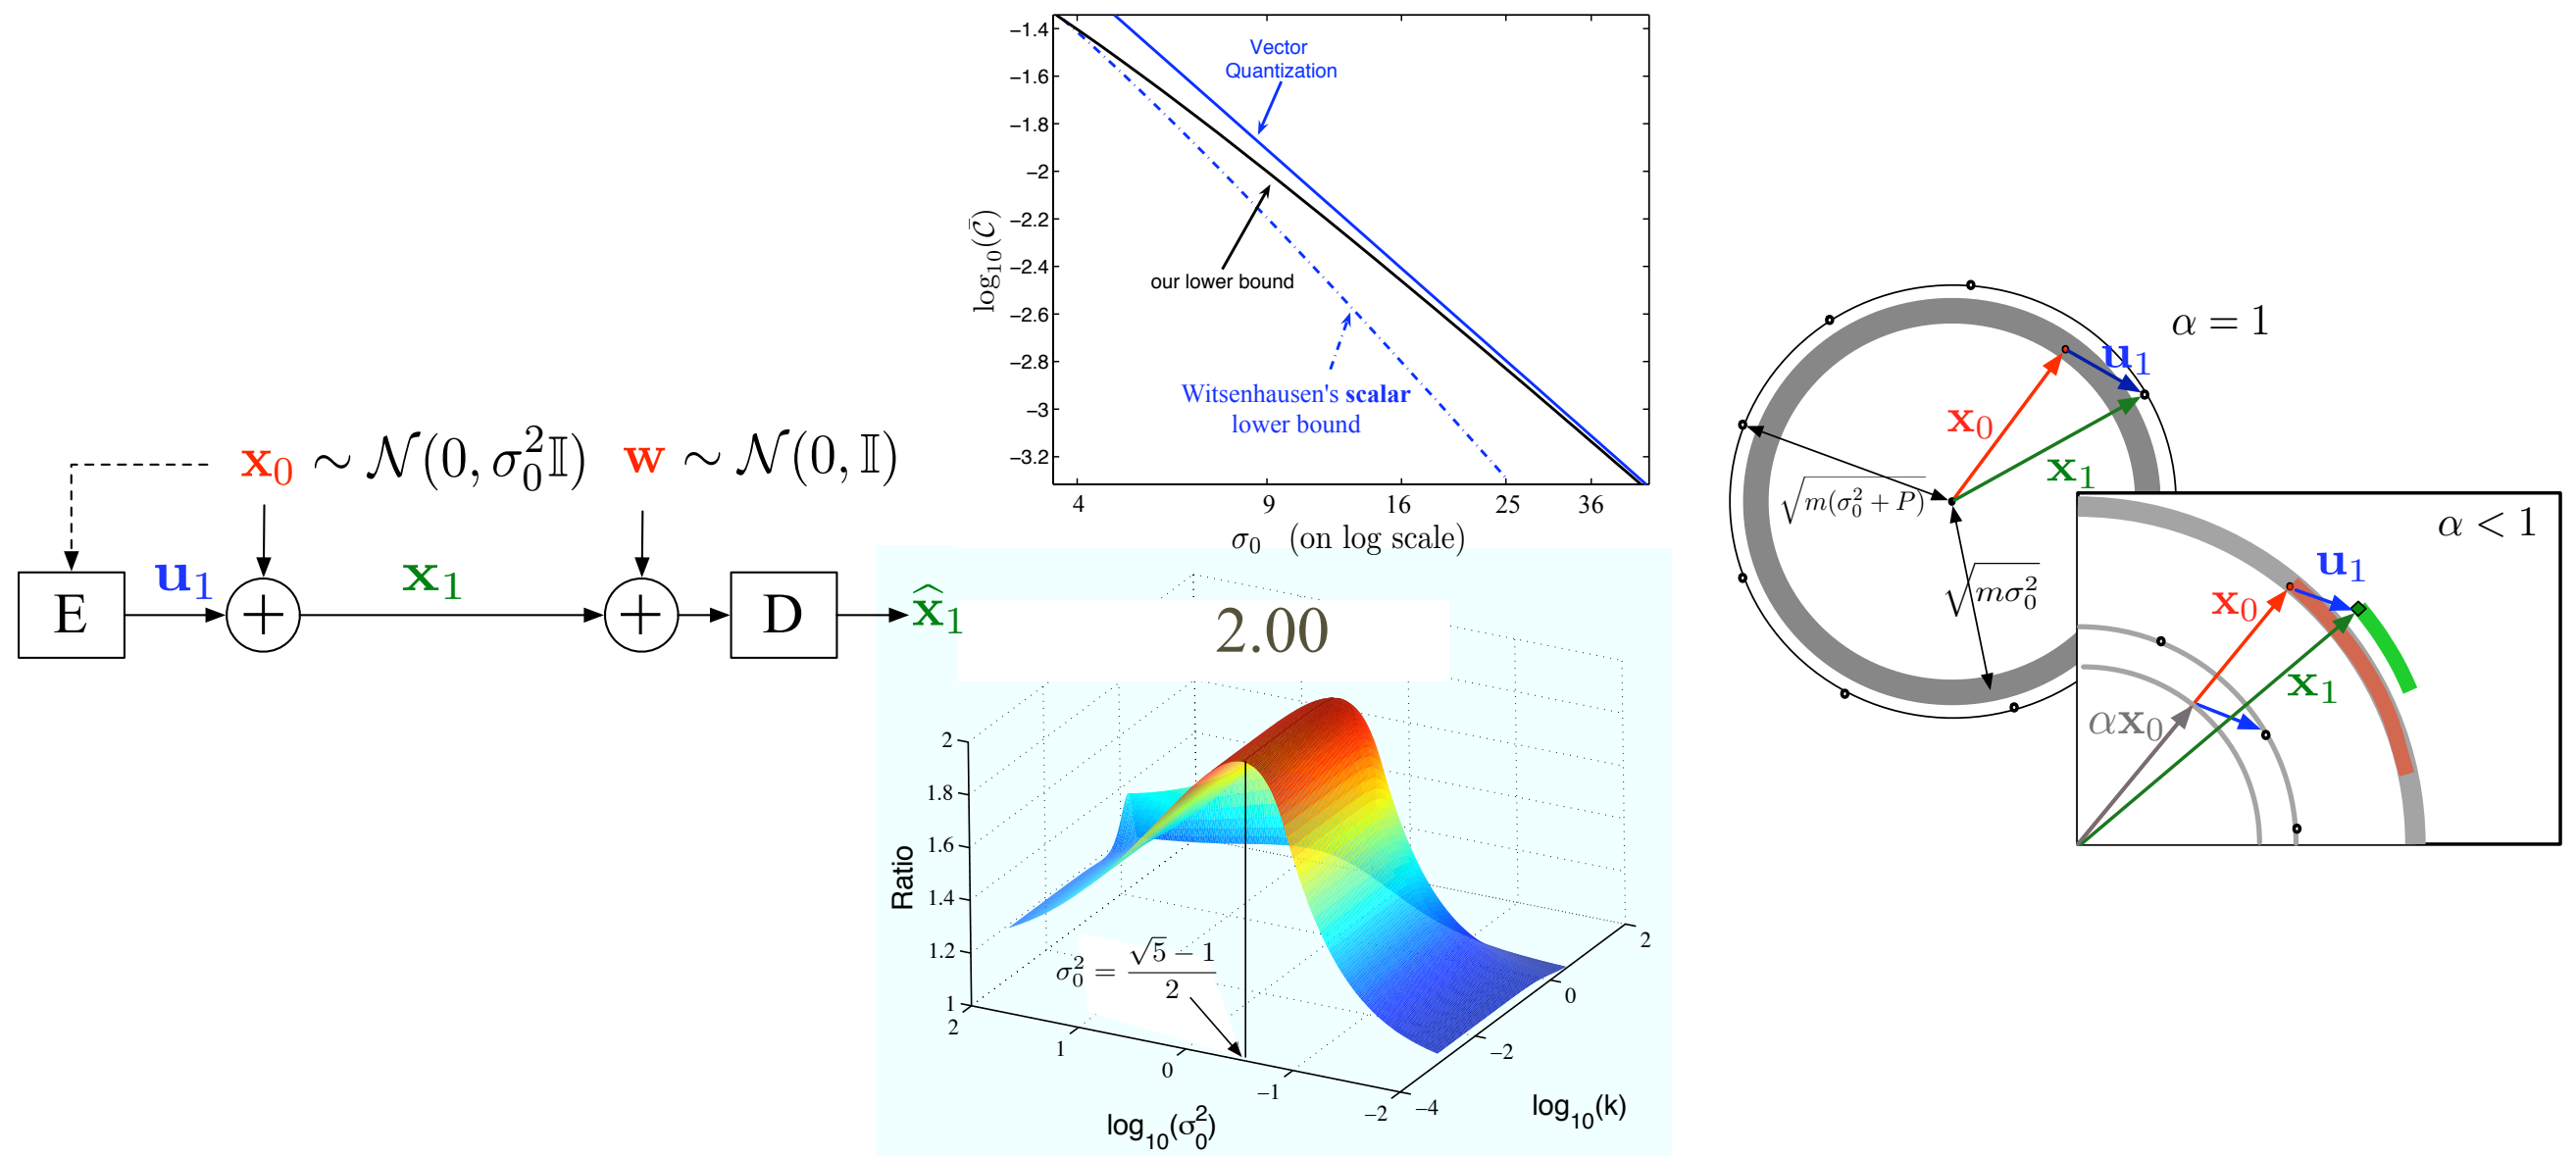 x₀ ∼ 𝒩(0, σ₀²𝕀)
w ∼ 𝒩(0, 𝕀)
E
u₁
+
x₁
+
D
x̂₁
−1.4
−1.6
−1.8
−2
−2.2
−2.4
−2.6
−2.8
−3
−3.2
log₁₀(𝒞̄)
Vector
Quantization
our lower bound
Witsenhausen's scalar
lower bound
4 9 16 25 36
σ₀ (on log scale)
2.00
2
1.8
1.6
1.4
1.2
1
Ratio
σ₀² = (√5 − 1)/2
2 1 0 −1 −2
log₁₀(σ₀²)
−4 −2 0 2
log₁₀(k)
α = 1
u₁
x₀
x₁
√m(σ₀² + P)
√mσ₀²
α < 1
u₁
x₀
x₁
αx₀